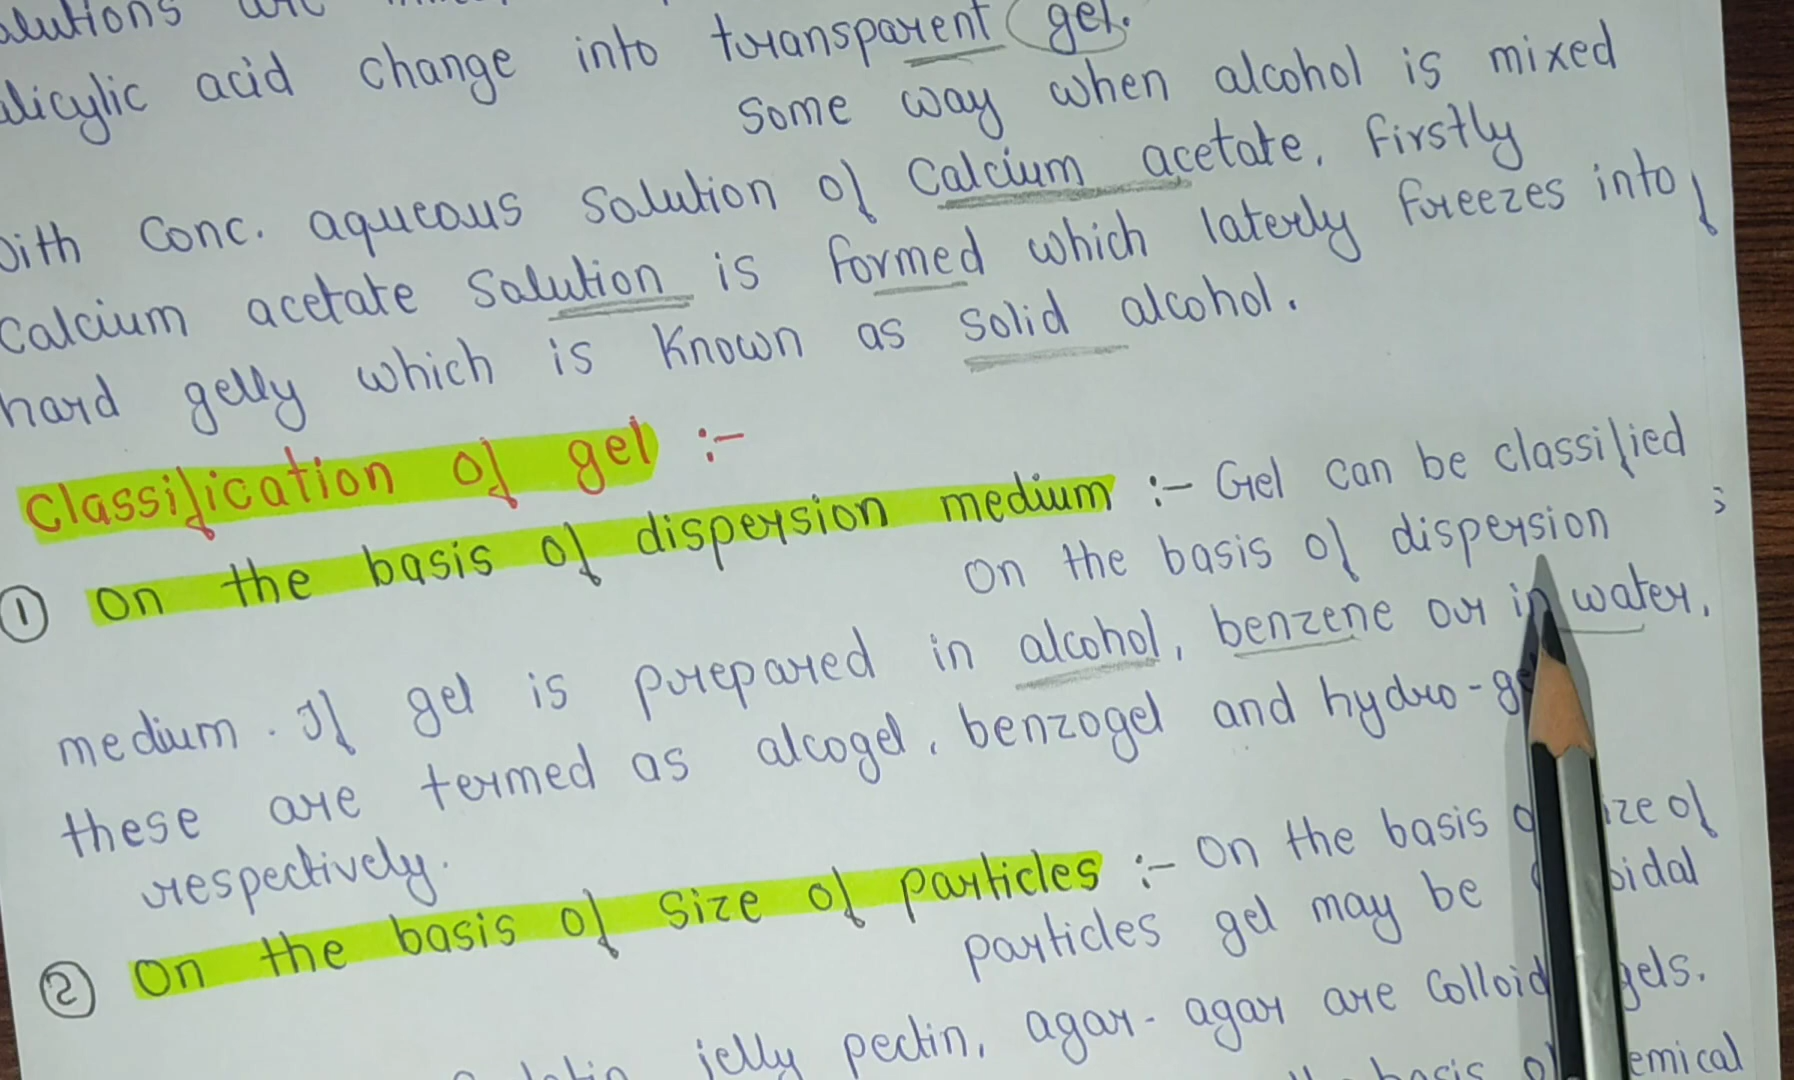 acid change into transparent gel.
Some way when alcohol is mixed
Conc. aqueous Solution of Calcium acetate, Firstly
Calcium acetate Solution is formed which laterly freezes into
hard gelly which is Known as Solid alcohol.
Classification of gel :-
① On the basis of dispersion medium :- Gel can be classified
On the basis of dispersion
medium. If gel is prepared in alcohol, benzene or in water,
these are termed as alcogel, benzogel and hydro-
respectively.
② On the basis of Size of particles :- On the basis
particles gel may be
jelly pectin, agar-agar are gels.
basis